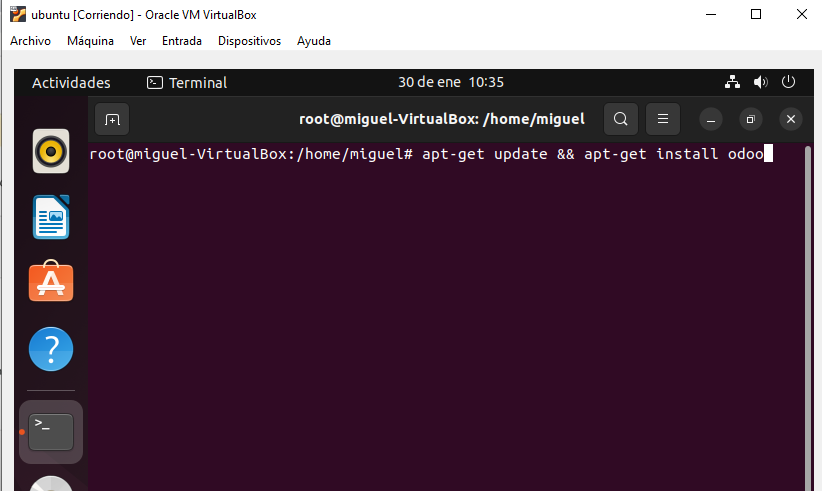 ubuntu [Corriendo] - Oracle VM VirtualBox
Archivo Máquina Ver Entrada Dispositivos Ayuda
Actividades Terminal 30 de ene 10:35
root@miguel-VirtualBox: /home/miguel
root@miguel-VirtualBox:/home/miguel# apt-get update && apt-get install odoo